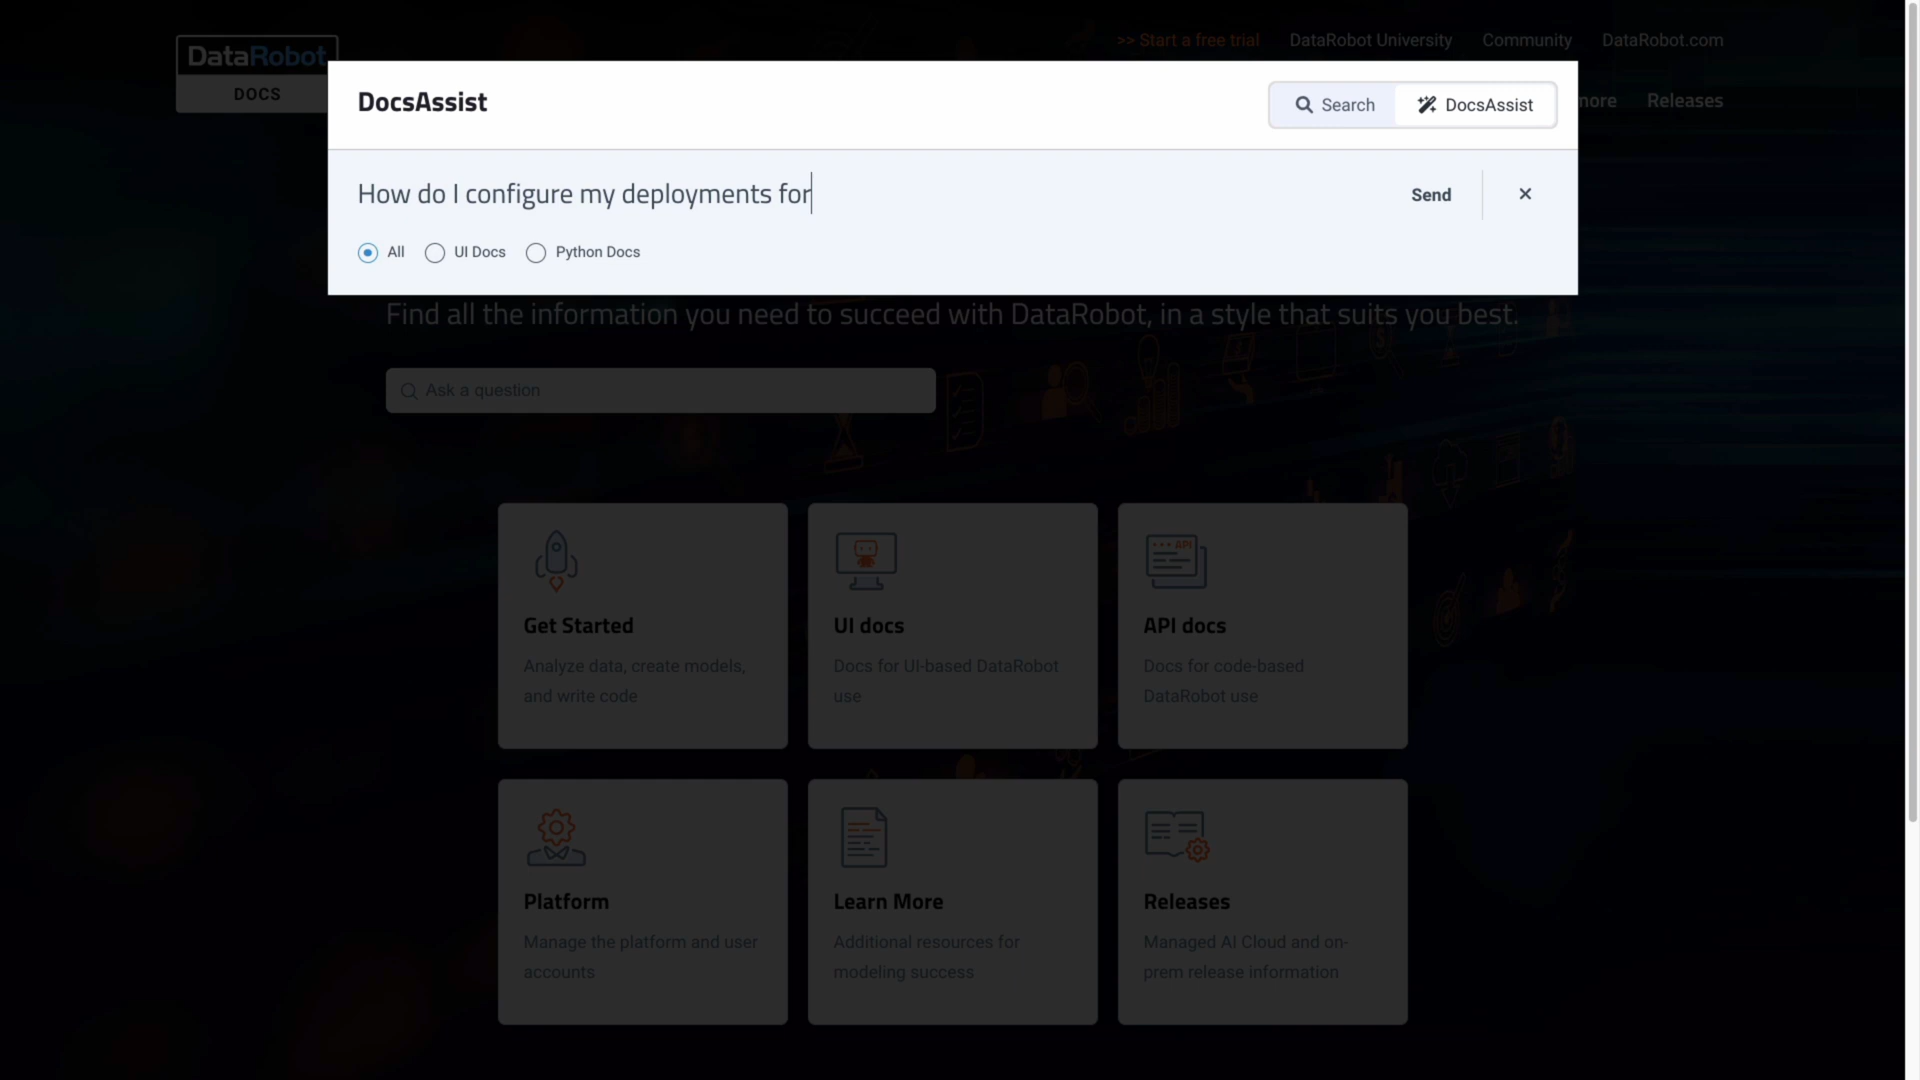 DataRobot
DOCS
>> Start a free trial
DataRobot University
Community
DataRobot.com
more
Releases
DocsAssist
Search
DocsAssist
How do I configure my deployments for
Send
All
UI Docs
Python Docs
Find all the information you need to succeed with DataRobot, in a style that suits you best.
Ask a question
Get Started
Analyze data, create models,
and write code
UI docs
Docs for UI-based DataRobot
use
API
API docs
Docs for code-based
DataRobot use
Platform
Manage the platform and user
accounts
Learn More
Additional resources for
modeling success
Releases
Managed AI Cloud and on-
prem release information